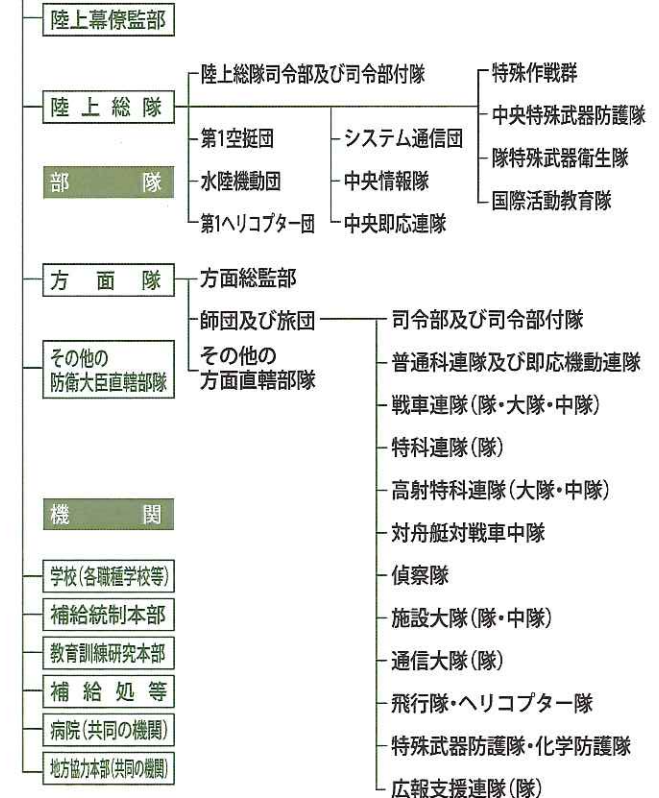 陸上幕僚監部
陸上総隊
陸上総隊司令部及び司令部付隊
第1空挺団
水陸機動団
第1ヘリコプター団
システム通信団
中央情報隊
中央即応連隊
特殊作戦群
中央特殊武器防護隊
隊特殊武器衛生隊
国際活動教育隊
部隊
方面隊
方面総監部
師団及び旅団
その他の
方面直轄部隊
司令部及び司令部付隊
普通科連隊及び即応機動連隊
戦車連隊(隊・大隊・中隊)
特科連隊(隊)
高射特科連隊(大隊・中隊)
対舟艇対戦車中隊
偵察隊
施設大隊(隊・中隊)
通信大隊(隊)
飛行隊・ヘリコプター隊
特殊武器防護隊・化学防護隊
広報支援連隊(隊)
その他の
防衛大臣直轄部隊
機関
学校(各職種学校等)
補給統制本部
教育訓練研究本部
補給処等
病院(共同の機関)
地方協力本部(共同の機関)